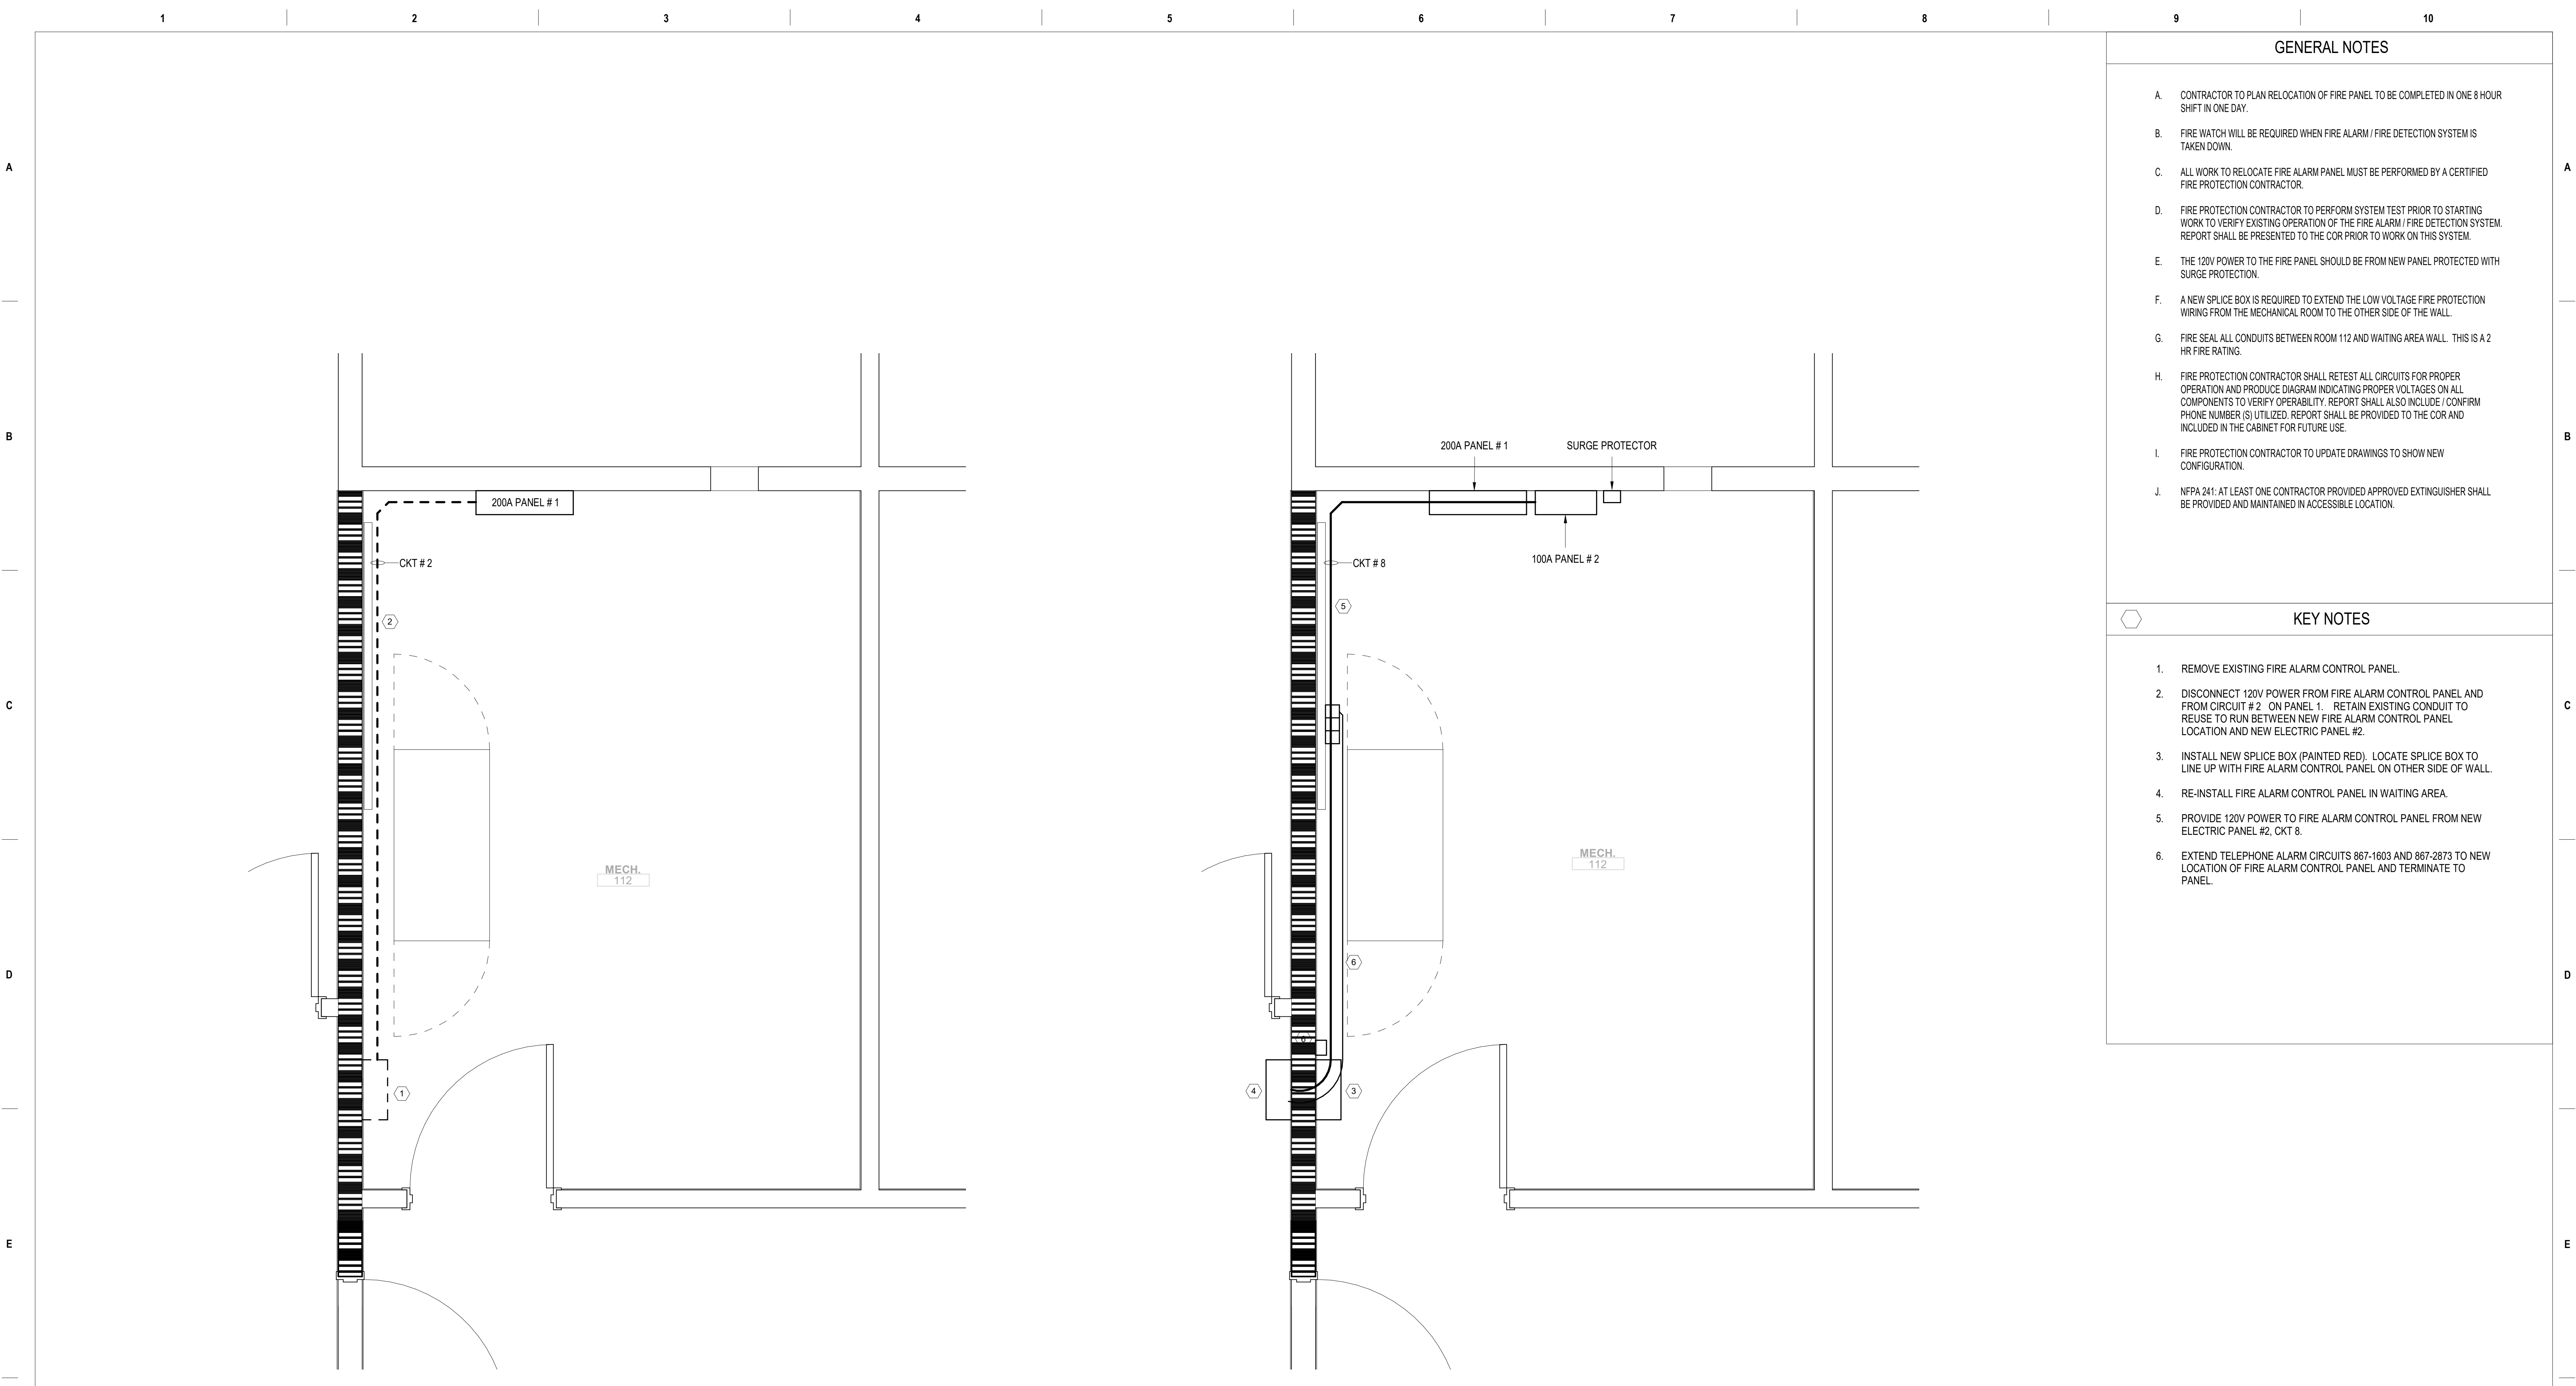 1 2 3 4 5 6 7 8 9 10
GENERAL NOTES
A. CONTRACTOR TO PLAN RELOCATION OF FIRE PANEL TO BE COMPLETED IN ONE 8 HOUR
SHIFT IN ONE DAY.
B. FIRE WATCH WILL BE REQUIRED WHEN FIRE ALARM / FIRE DETECTION SYSTEM IS
TAKEN DOWN.
C. ALL WORK TO RELOCATE FIRE ALARM PANEL MUST BE PERFORMED BY A CERTIFIED
FIRE PROTECTION CONTRACTOR.
D. FIRE PROTECTION CONTRACTOR TO PERFORM SYSTEM TEST PRIOR TO STARTING
WORK TO VERIFY EXISTING OPERATION OF THE FIRE ALARM / FIRE DETECTION SYSTEM.
REPORT SHALL BE PRESENTED TO THE COR PRIOR TO WORK ON THIS SYSTEM.
E. THE 120V POWER TO THE FIRE PANEL SHOULD BE FROM NEW PANEL PROTECTED WITH
SURGE PROTECTION.
F. A NEW SPLICE BOX IS REQUIRED TO EXTEND THE LOW VOLTAGE FIRE PROTECTION
WIRING FROM THE MECHANICAL ROOM TO THE OTHER SIDE OF THE WALL.
G. FIRE SEAL ALL CONDUITS BETWEEN ROOM 112 AND WAITING AREA WALL. THIS IS A 2
HR FIRE RATING.
H. FIRE PROTECTION CONTRACTOR SHALL RETEST ALL CIRCUITS FOR PROPER
OPERATION AND PRODUCE DIAGRAM INDICATING PROPER VOLTAGES ON ALL
COMPONENTS TO VERIFY OPERABILITY. REPORT SHALL ALSO INCLUDE / CONFIRM
PHONE NUMBER (S) UTILIZED. REPORT SHALL BE PROVIDED TO THE COR AND
INCLUDED IN THE CABINET FOR FUTURE USE.
I. FIRE PROTECTION CONTRACTOR TO UPDATE DRAWINGS TO SHOW NEW
CONFIGURATION.
J. NFPA 241: AT LEAST ONE CONTRACTOR PROVIDED APPROVED EXTINGUISHER SHALL
BE PROVIDED AND MAINTAINED IN ACCESSIBLE LOCATION.
KEY NOTES
1. REMOVE EXISTING FIRE ALARM CONTROL PANEL.
2. DISCONNECT 120V POWER FROM FIRE ALARM CONTROL PANEL AND
FROM CIRCUIT # 2 ON PANEL 1. RETAIN EXISTING CONDUIT TO
REUSE TO RUN BETWEEN NEW FIRE ALARM CONTROL PANEL
LOCATION AND NEW ELECTRIC PANEL #2.
3. INSTALL NEW SPLICE BOX (PAINTED RED). LOCATE SPLICE BOX TO
LINE UP WITH FIRE ALARM CONTROL PANEL ON OTHER SIDE OF WALL.
4. RE-INSTALL FIRE ALARM CONTROL PANEL IN WAITING AREA.
5. PROVIDE 120V POWER TO FIRE ALARM CONTROL PANEL FROM NEW
ELECTRIC PANEL #2, CKT 8.
6. EXTEND TELEPHONE ALARM CIRCUITS 867-1603 AND 867-2873 TO NEW
LOCATION OF FIRE ALARM CONTROL PANEL AND TERMINATE TO
PANEL.
A
B
C
D
E
200A PANEL # 1
CKT # 2
2
MECH.
112
1
200A PANEL # 1
SURGE PROTECTOR
100A PANEL # 2
CKT # 8
5
MECH.
112
6
4
3
A
B
C
D
E